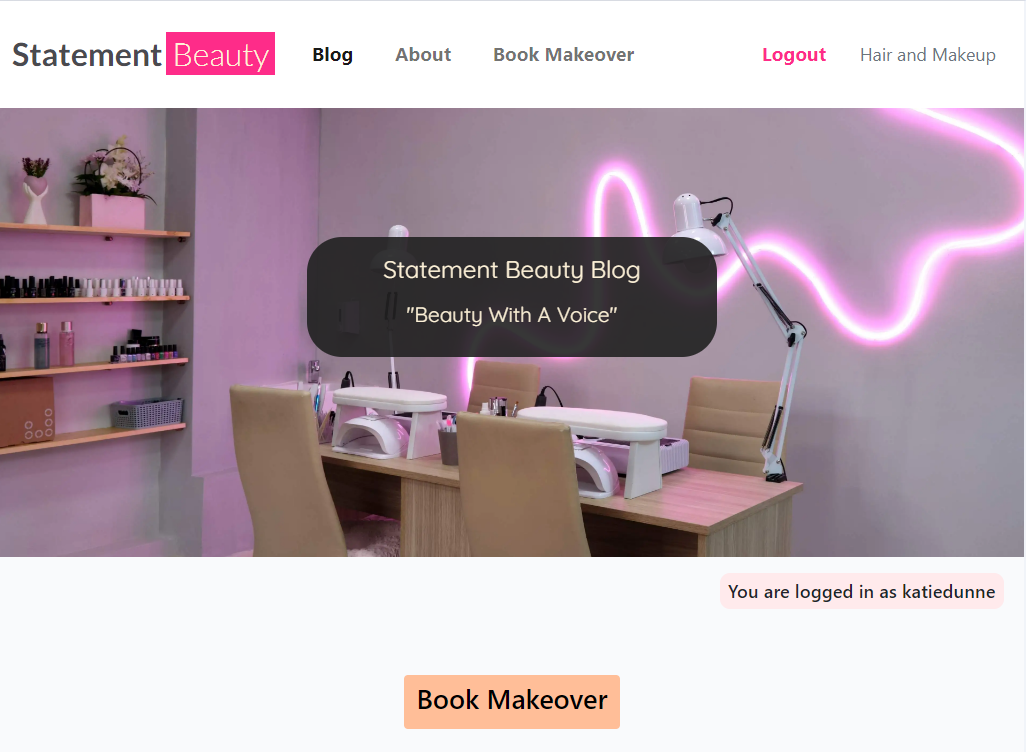 Statement Beauty Blog About Book Makeover Logout Hair and Makeup
Statement Beauty Blog
"Beauty With A Voice"
You are logged in as katiedunne
Book Makeover